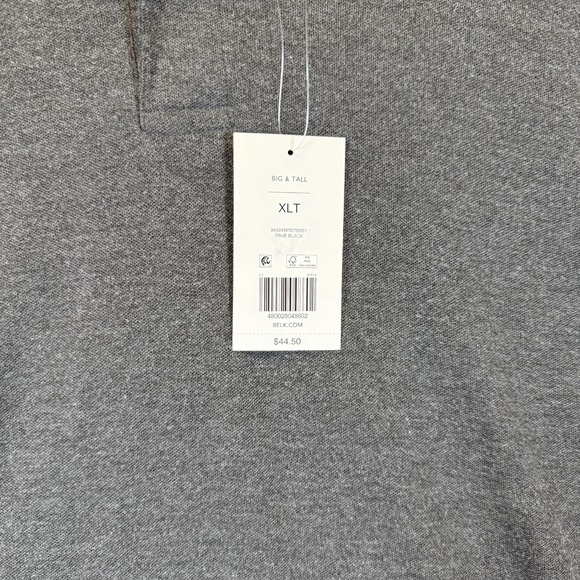 BIG & TALL
XLT
TRUE BLACK
480028048602
BELK.COM
$44.50